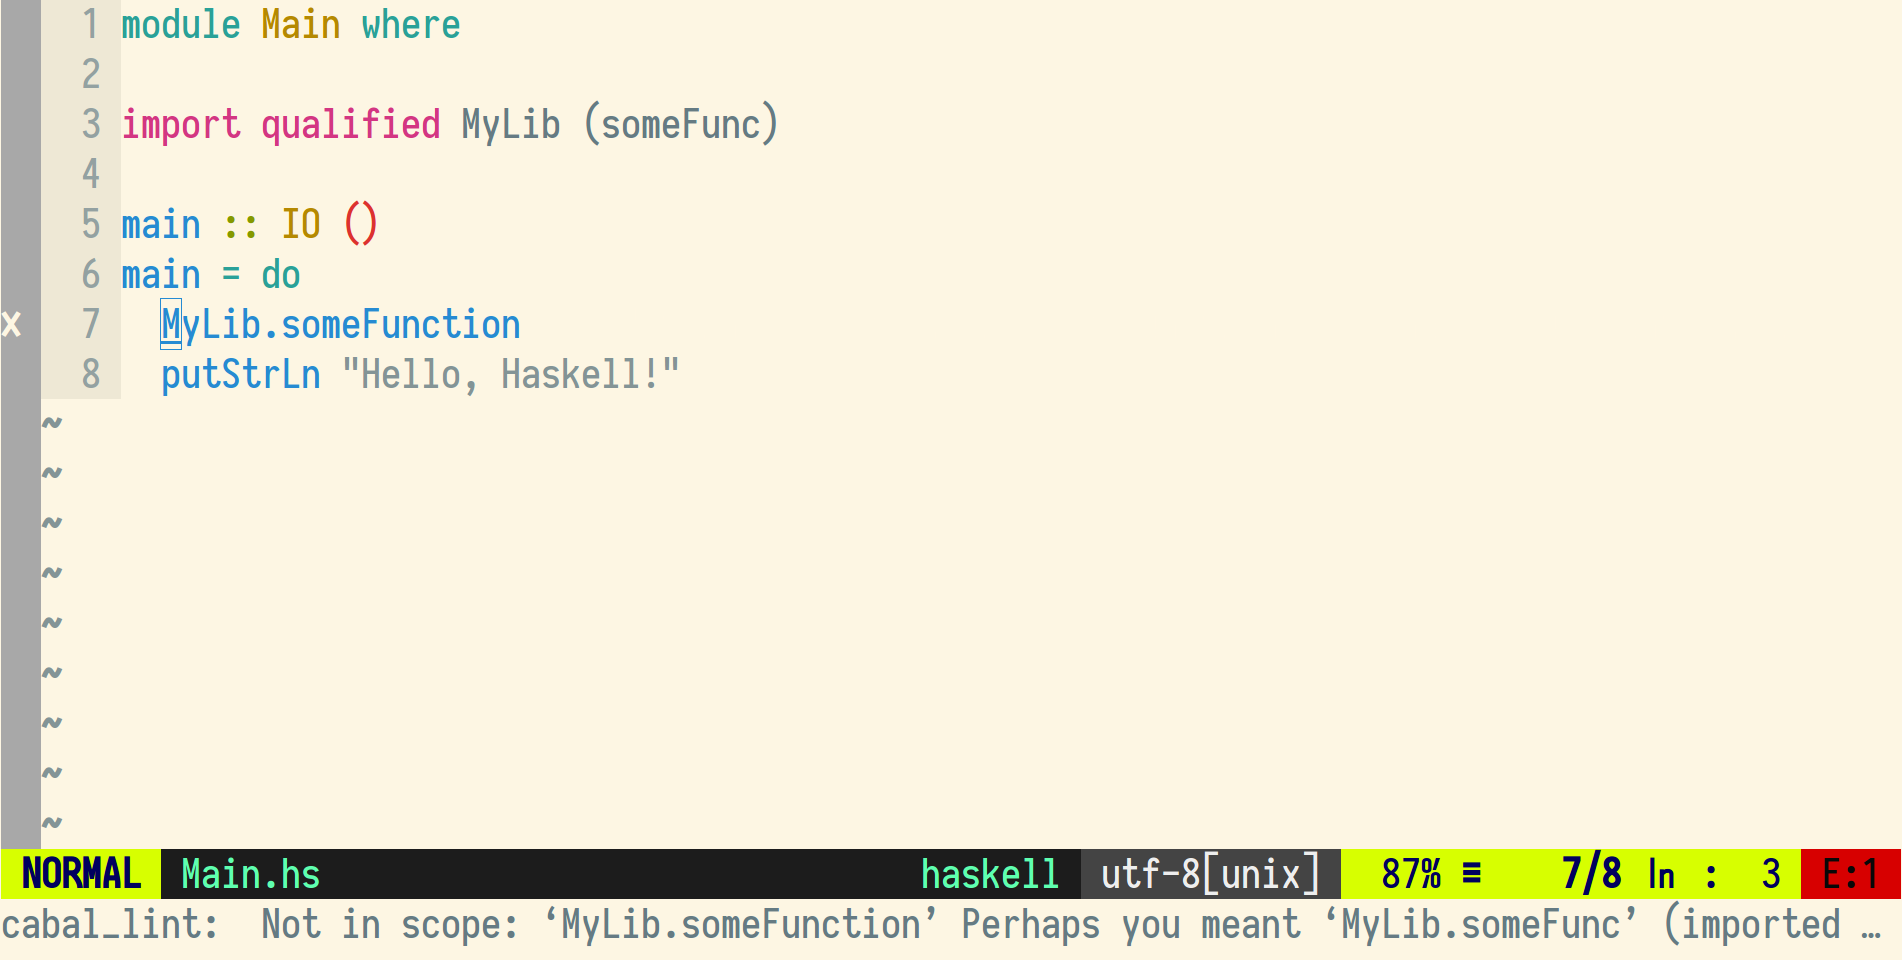 1 module Main where
2
3 import qualified MyLib (someFunc)
4
5 main :: IO ()
6 main = do
x 7   MyLib.someFunction
8   putStrLn "Hello, Haskell!"
~
~
~
~
~
~
~
~
~
NORMAL Main.hs haskell utf-8[unix] 87% ≡ 7/8 ln : 3 E:1
cabal_lint:  Not in scope: ‘MyLib.someFunction’ Perhaps you meant ‘MyLib.someFunc’ (imported …